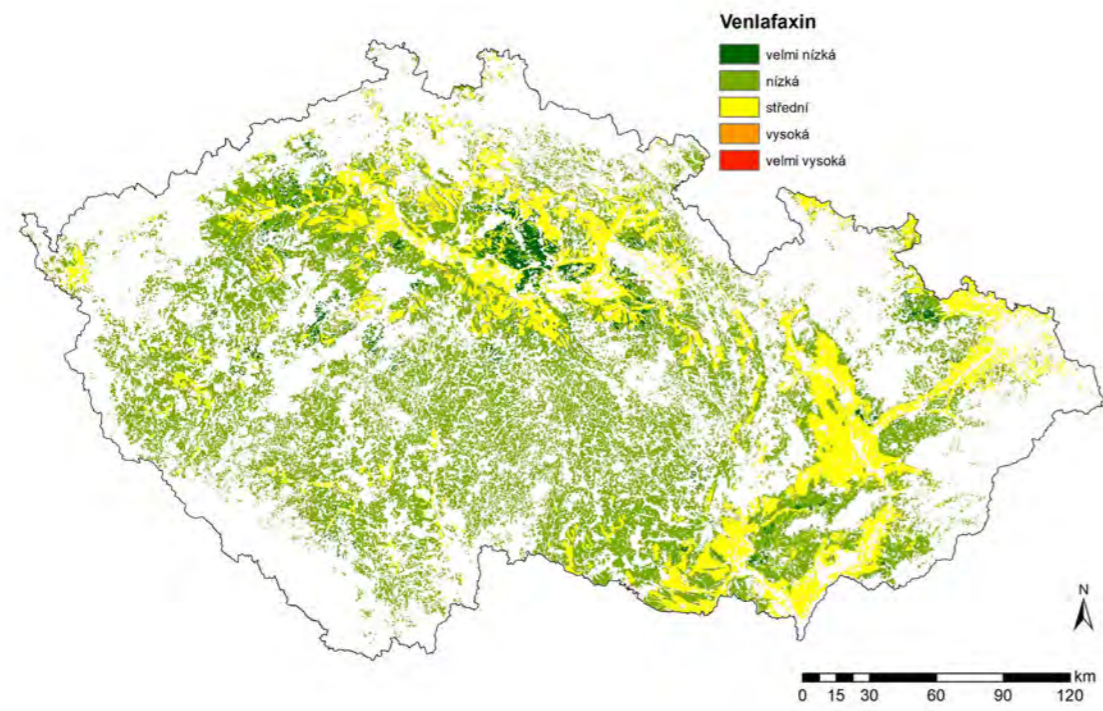 Venlafaxin
velmi nízká
nízká
střední
vysoká
velmi vysoká
N
km
0 15 30 60 90 120